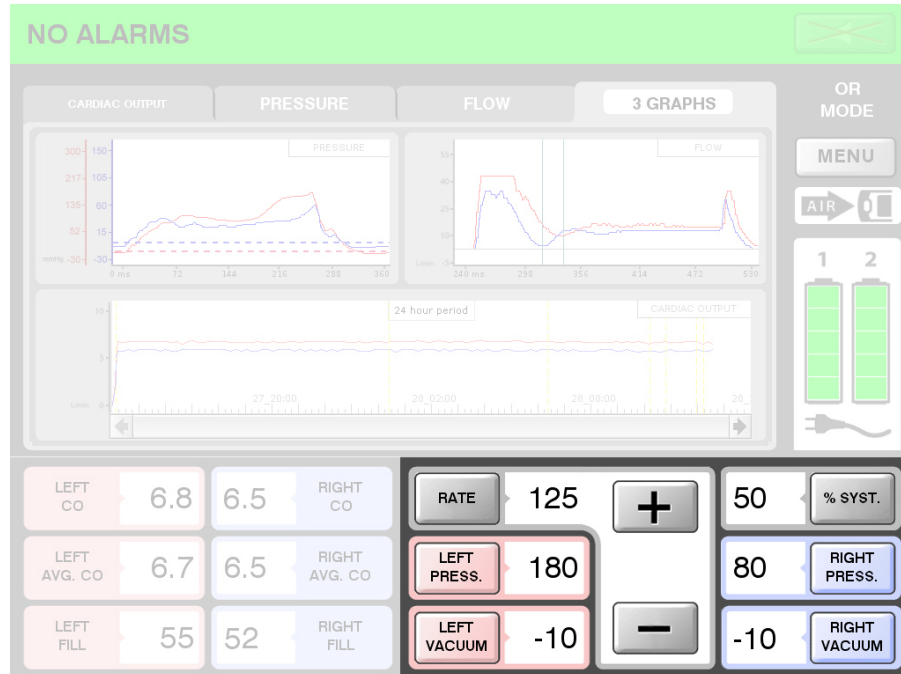 NO ALARMS
CARDIAC OUTPUT
PRESSURE
FLOW
3 GRAPHS
OR
MODE
MENU
AIR
1 2
PRESSURE
300 150
217 105
135 60
52 15
mmHg -30 -30
0 ms 72 144 216 288 360
FLOW
55
40
25
10
L/min -5
240 ms 298 356 414 472 530
24 hour period
CARDIAC OUTPUT
10
5
L/min 0
27_20:00 28_02:00 28_08:00
LEFT
CO
6.8
6.5
RIGHT
CO
LEFT
AVG. CO
6.7
6.5
RIGHT
AVG. CO
LEFT
FILL
55
52
RIGHT
FILL
RATE
125
+
50
% SYST.
LEFT
PRESS.
180
80
RIGHT
PRESS.
LEFT
VACUUM
-10
−
-10
RIGHT
VACUUM